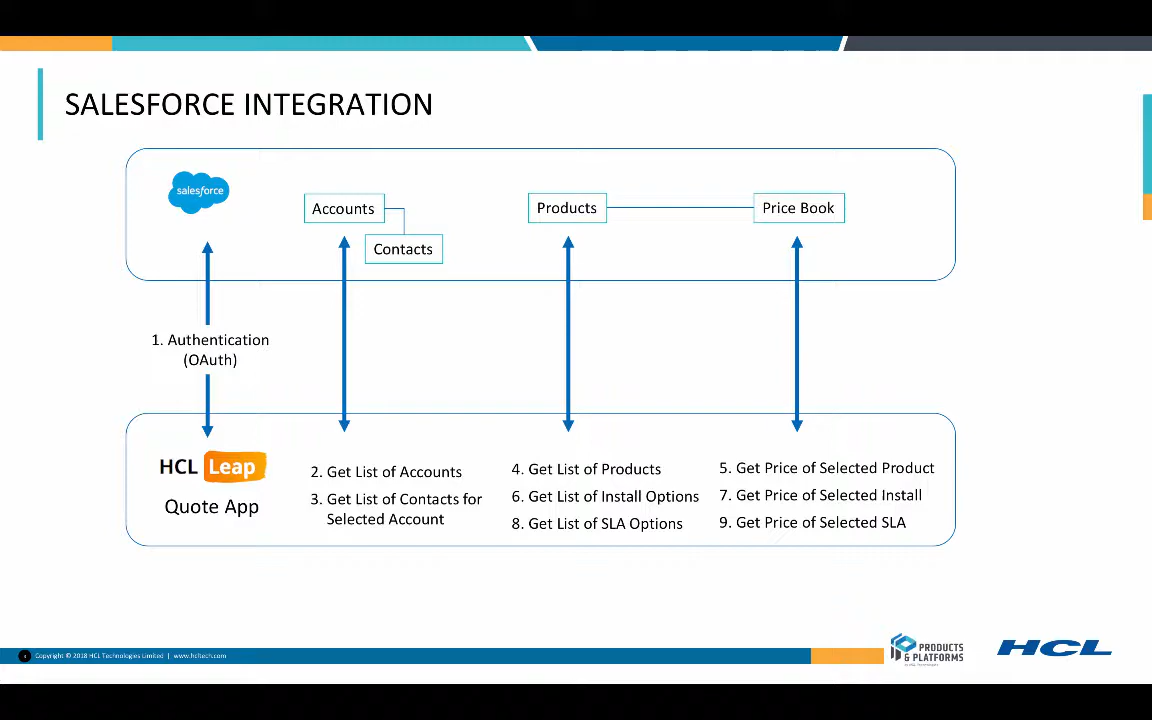 SALESFORCE INTEGRATION
salesforce
Accounts
Contacts
Products
Price Book
1. Authentication
(OAuth)
HCL Leap
Quote App
2. Get List of Accounts
3. Get List of Contacts for
Selected Account
4. Get List of Products
6. Get List of Install Options
8. Get List of SLA Options
5. Get Price of Selected Product
7. Get Price of Selected Install
9. Get Price of Selected SLA
Copyright © 2018 HCL Technologies Limited | www.hcltech.com
PRODUCTS
& PLATFORMS
HCL